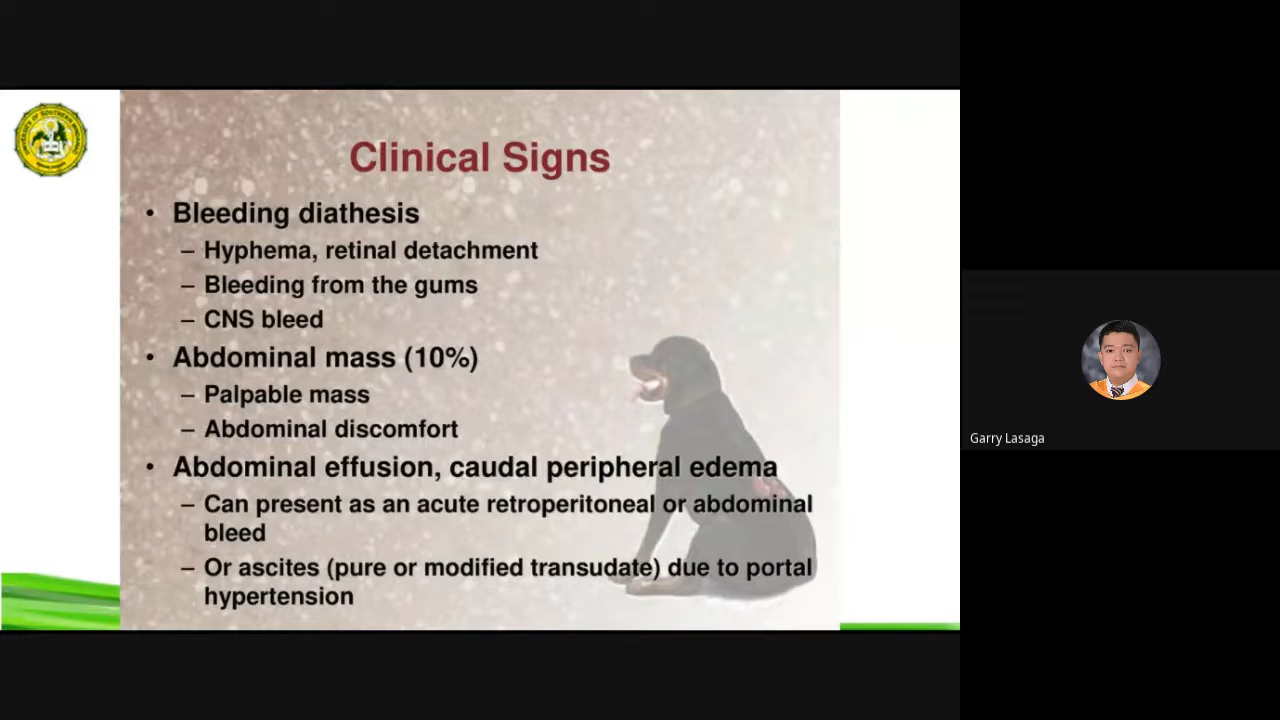 Clinical Signs
• Bleeding diathesis
– Hyphema, retinal detachment
– Bleeding from the gums
– CNS bleed
• Abdominal mass (10%)
– Palpable mass
– Abdominal discomfort
• Abdominal effusion, caudal peripheral edema
– Can present as an acute retroperitoneal or abdominal
bleed
– Or ascites (pure or modified transudate) due to portal
hypertension
Garry Lasaga